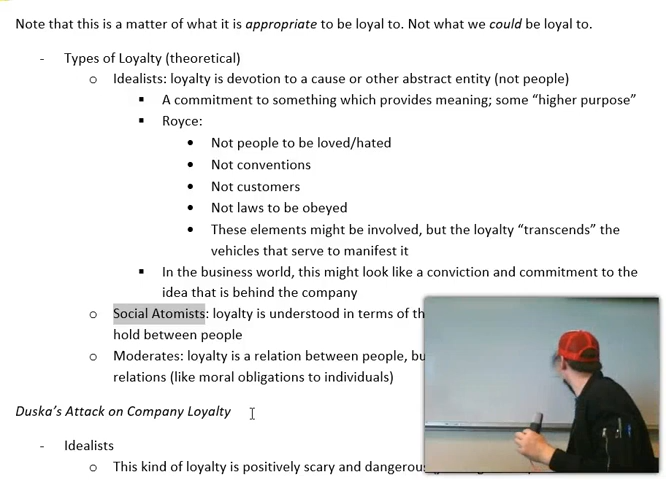 Note that this is a matter of what it is appropriate to be loyal to. Not what we could be loyal to.
- Types of Loyalty (theoretical)
o Idealists: loyalty is devotion to a cause or other abstract entity (not people)
▪ A commitment to something which provides meaning; some “higher purpose”
▪ Royce:
• Not people to be loved/hated
• Not conventions
• Not customers
• Not laws to be obeyed
• These elements might be involved, but the loyalty “transcends” the
vehicles that serve to manifest it
▪ In the business world, this might look like a conviction and commitment to the
idea that is behind the company
o Social Atomists: loyalty is understood in terms of th
hold between people
o Moderates: loyalty is a relation between people, bu
relations (like moral obligations to individuals)
Duska’s Attack on Company Loyalty
- Idealists
o This kind of loyalty is positively scary and dangerou